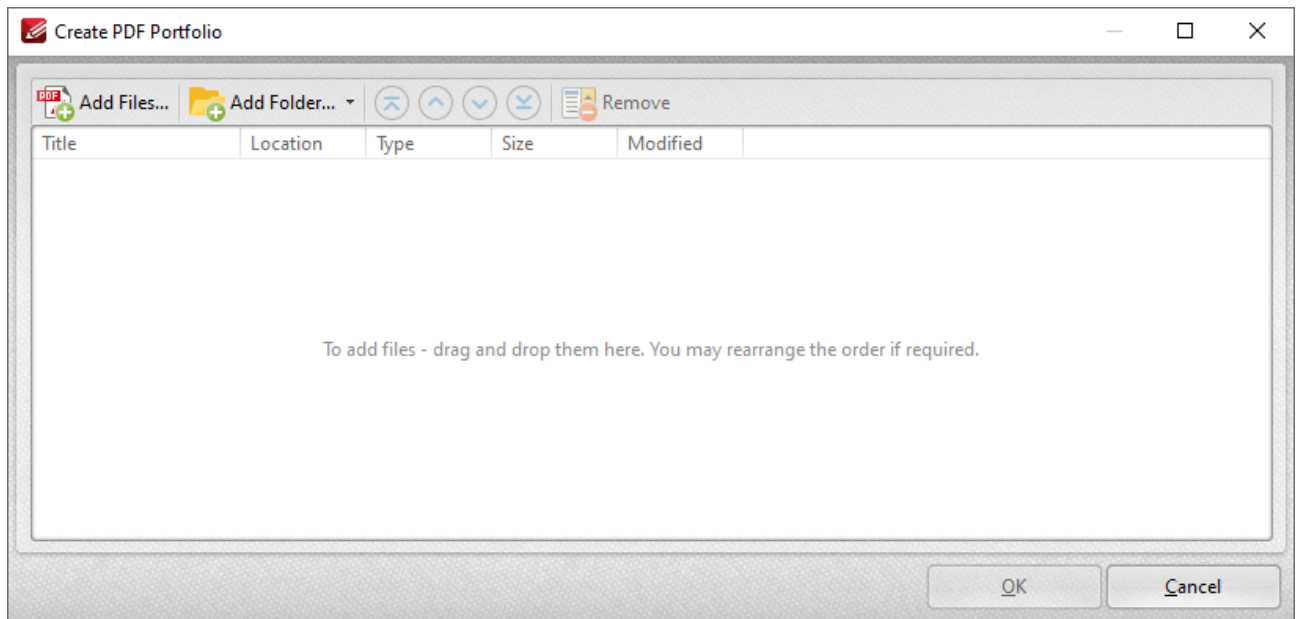 Create PDF Portfolio
PDF Add Files... Add Folder... Remove
Title Location Type Size Modified
To add files - drag and drop them here. You may rearrange the order if required.
OK Cancel